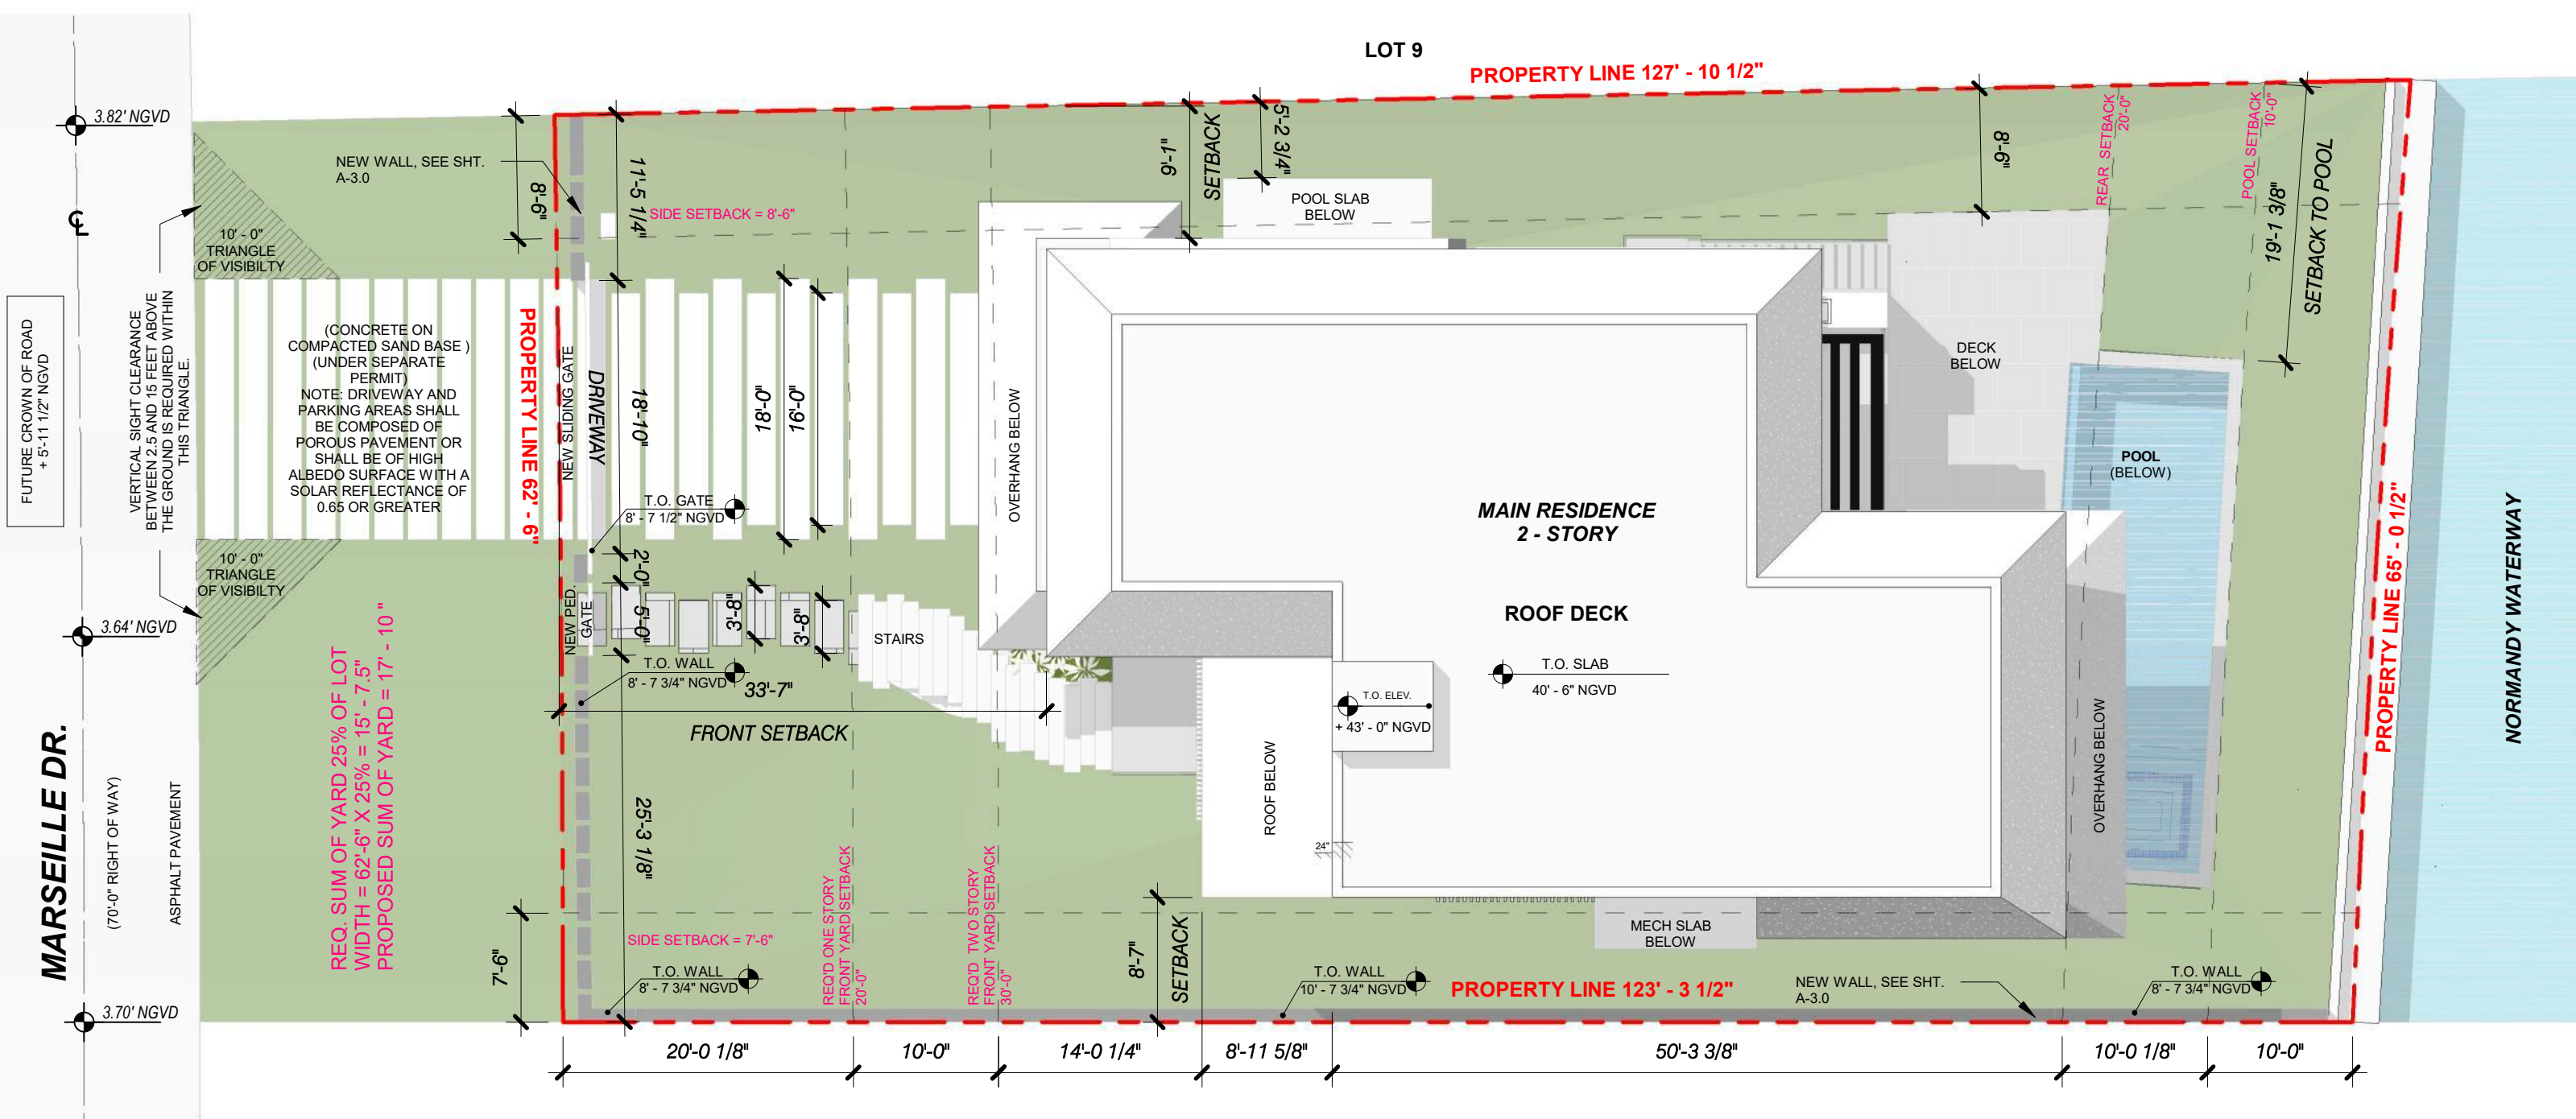 LOT 9
PROPERTY LINE 127' - 10 1/2"
3.82' NGVD
NEW WALL, SEE SHT.
A-3.0
8'-6"
11'-5 1/4"
SIDE SETBACK = 8'-6"
9'-1"
SETBACK
5'-2 3/4"
POOL SLAB
BELOW
8'-6"
REAR SETBACK
20'-0"
POOL SETBACK
10'-0"
19'-1 3/8"
SETBACK TO POOL
10' - 0"
TRIANGLE
OF VISIBILTY
FUTURE CROWN OF ROAD
+ 5'-11 1/2" NGVD
VERTICAL SIGHT CLEARANCE
BETWEEN 2.5 AND 15 FEET ABOVE
THE GROUND IS REQUIRED WITHIN
THIS TRIANGLE.
(CONCRETE ON
COMPACTED SAND BASE )
(UNDER SEPARATE
PERMIT)
NOTE: DRIVEWAY AND
PARKING AREAS SHALL
BE COMPOSED OF
POROUS PAVEMENT OR
SHALL BE OF HIGH
ALBEDO SURFACE WITH A
SOLAR REFLECTANCE OF
0.65 OR GREATER
PROPERTY LINE 62' - 6"
NEW SLIDING GATE
DRIVEWAY
18'-10"
18'-0"
16'-0"
OVERHANG BELOW
DECK
BELOW
POOL
(BELOW)
MAIN RESIDENCE
2 - STORY
ROOF DECK
T.O. SLAB
40' - 6" NGVD
T.O. ELEV.
+ 43' - 0" NGVD
T.O. GATE
8' - 7 1/2" NGVD
10' - 0"
TRIANGLE
OF VISIBILTY
3.64' NGVD
2'-0"
5'-0"
NEW PED.
GATE
3'-8"
3'-8"
STAIRS
T.O. WALL
8' - 7 3/4" NGVD
33'-7"
FRONT SETBACK
PROPERTY LINE 65' - 0 1/2"
NORMANDY WATERWAY
OVERHANG BELOW
ROOF BELOW
24"
MARSEILLE DR.
(70'-0" RIGHT OF WAY)
ASPHALT PAVEMENT
REQ. SUM OF YARD 25% OF LOT
WIDTH = 62'-6" X 25% = 15' - 7.5"
PROPOSED SUM OF YARD = 17' - 10 "
25'-3 1/8"
REQ'D ONE STORY
FRONT YARD SETBACK
20'-0"
REQ'D TWO STORY
FRONT YARD SETBACK
30'-0"
7'-6"
SIDE SETBACK = 7'-6"
T.O. WALL
8' - 7 3/4" NGVD
8'-7"
SETBACK
MECH SLAB
BELOW
T.O. WALL
10' - 7 3/4" NGVD
PROPERTY LINE 123' - 3 1/2"
NEW WALL, SEE SHT.
A-3.0
T.O. WALL
8' - 7 3/4" NGVD
3.70' NGVD
20'-0 1/8"
10'-0"
14'-0 1/4"
8'-11 5/8"
50'-3 3/8"
10'-0 1/8"
10'-0"